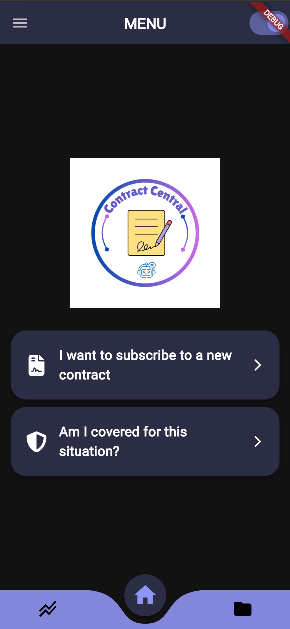 MENU
DEBUG
Contract Central
I want to subscribe to a new
contract
Am I covered for this
situation?